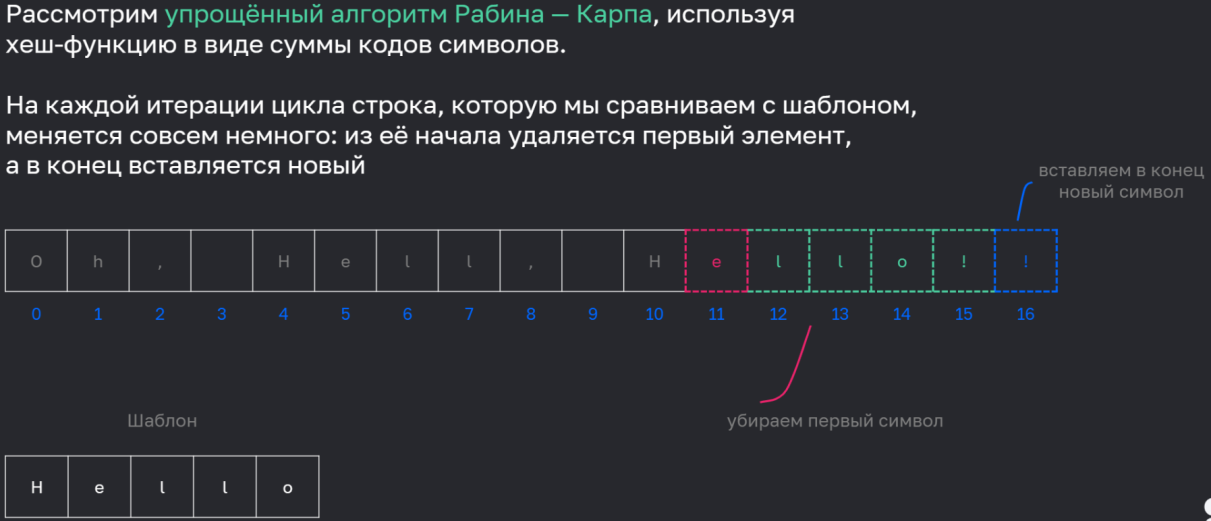 Рассмотрим упрощённый алгоритм Рабина — Карпа, используя
хеш-функцию в виде суммы кодов символов.
На каждой итерации цикла строка, которую мы сравниваем с шаблоном,
меняется совсем немного: из её начала удаляется первый элемент,
а в конец вставляется новый
вставляем в конец
новый символ
O h , H e l l , H e l l o ! !
0 1 2 3 4 5 6 7 8 9 10 11 12 13 14 15 16
Шаблон
убираем первый символ
H e l l o